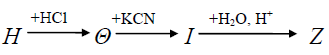 H +HCl→ Θ +KCN→ I +H₂O, H⁺→ Z